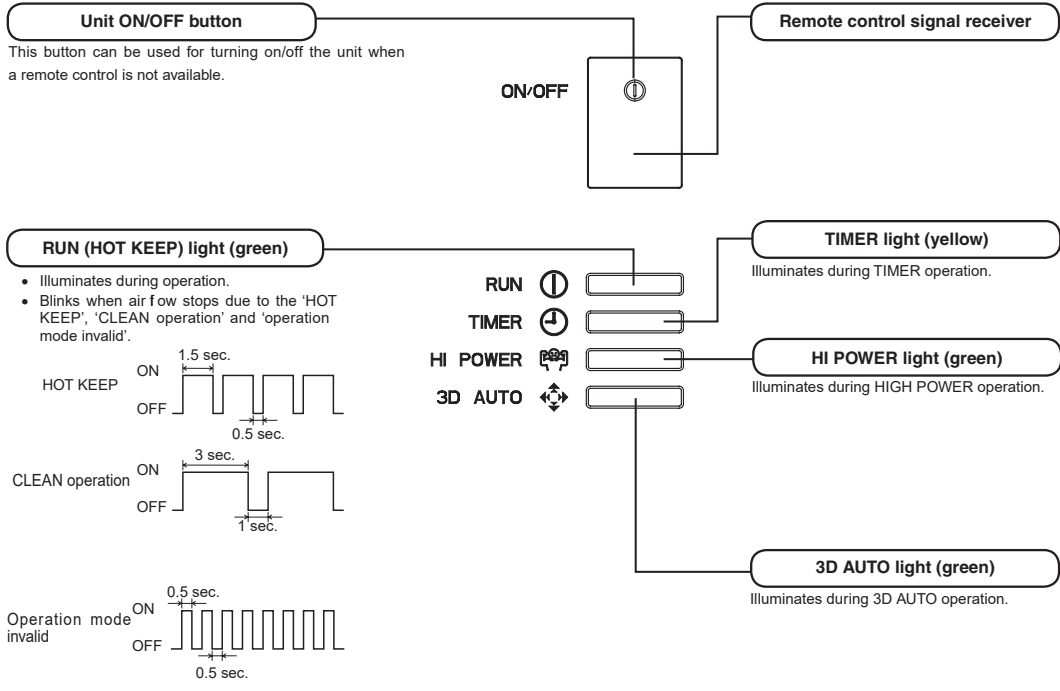 Unit ON/OFF button
This button can be used for turning on/off the unit when
a remote control is not available.
Remote control signal receiver
ON/OFF
RUN (HOT KEEP) light (green)
• Illuminates during operation.
• Blinks when air flow stops due to the ‘HOT
KEEP’, ‘CLEAN operation’ and ‘operation
mode invalid’.
HOT KEEP
ON
OFF
1.5 sec.
0.5 sec.
CLEAN operation
ON
OFF
3 sec.
1 sec.
Operation mode
invalid
ON
OFF
0.5 sec.
0.5 sec.
RUN
TIMER
HI POWER
3D AUTO
TIMER light (yellow)
Illuminates during TIMER operation.
HI POWER light (green)
Illuminates during HIGH POWER operation.
3D AUTO light (green)
Illuminates during 3D AUTO operation.